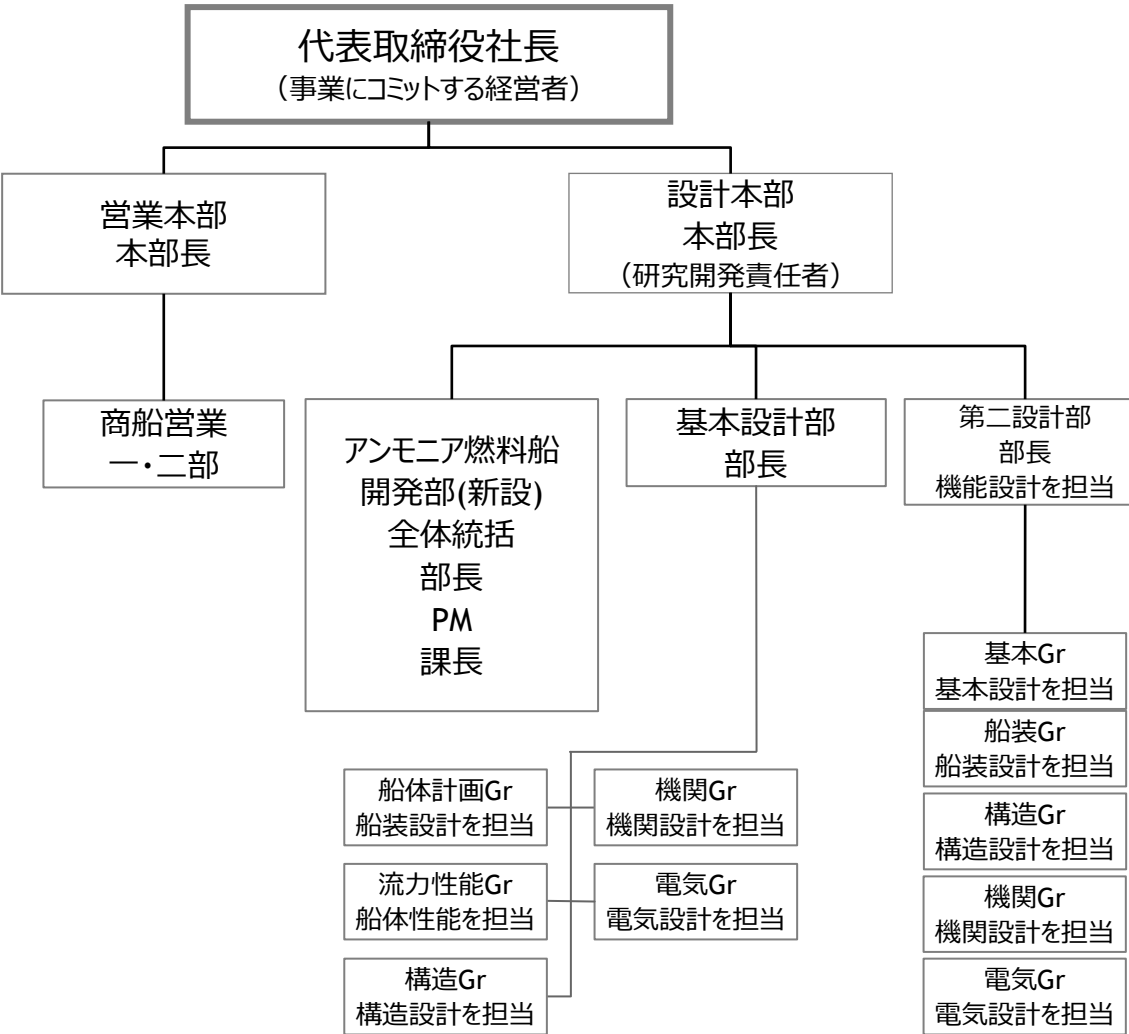 代表取締役社長
（事業にコミットする経営者）
営業本部
本部長
設計本部
本部長
（研究開発責任者）
商船営業
一・二部
アンモニア燃料船
開発部(新設)
全体統括
部長
PM
課長
基本設計部
部長
第二設計部
部長
機能設計を担当
船体計画Gr
船装設計を担当
機関Gr
機関設計を担当
流力性能Gr
船体性能を担当
電気Gr
電気設計を担当
構造Gr
構造設計を担当
基本Gr
基本設計を担当
船装Gr
船装設計を担当
構造Gr
構造設計を担当
機関Gr
機関設計を担当
電気Gr
電気設計を担当